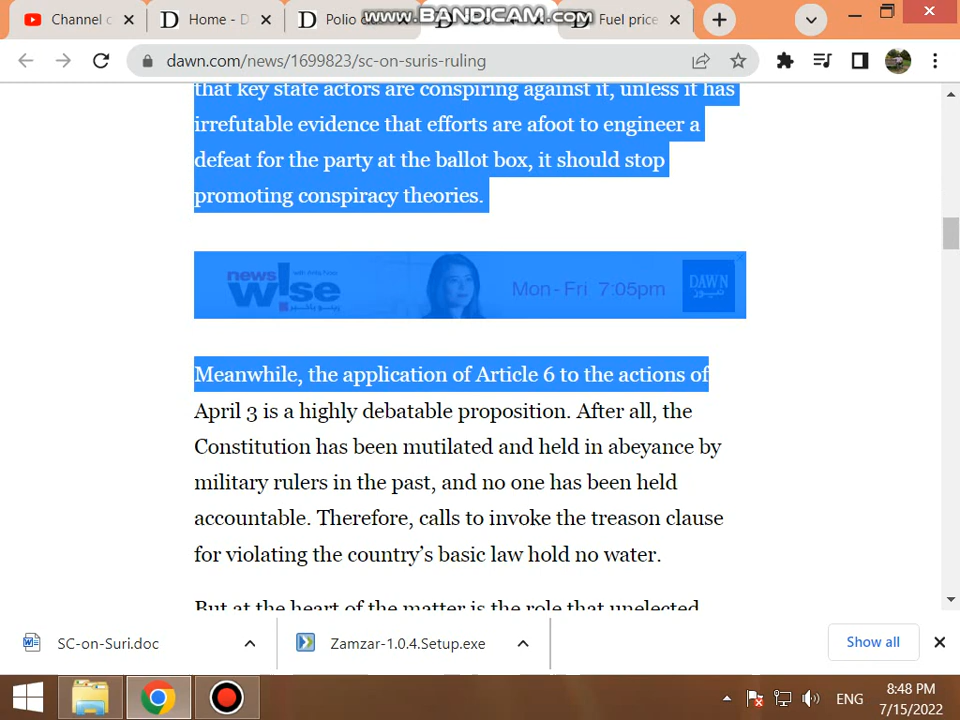 WWW.BANDICAM.COM
Channel c
Home - D
Polio
Fuel price
dawn.com/news/1699823/sc-on-suris-ruling
that key state actors are conspiring against it, unless it has
irrefutable evidence that efforts are afoot to engineer a
defeat for the party at the ballot box, it should stop
promoting conspiracy theories.
news
w!se
Mon-Fri 7:05pm
DAWN
نیوز
Meanwhile, the application of Article 6 to the actions of
April 3 is a highly debatable proposition. After all, the
Constitution has been mutilated and held in abeyance by
military rulers in the past, and no one has been held
accountable. Therefore, calls to invoke the treason clause
for violating the country’s basic law hold no water.
But at the heart of the matter is the role that unelected
SC-on-Suri.doc
Zamzar-1.0.4.Setup.exe
Show all
ENG
8:48 PM
7/15/2022